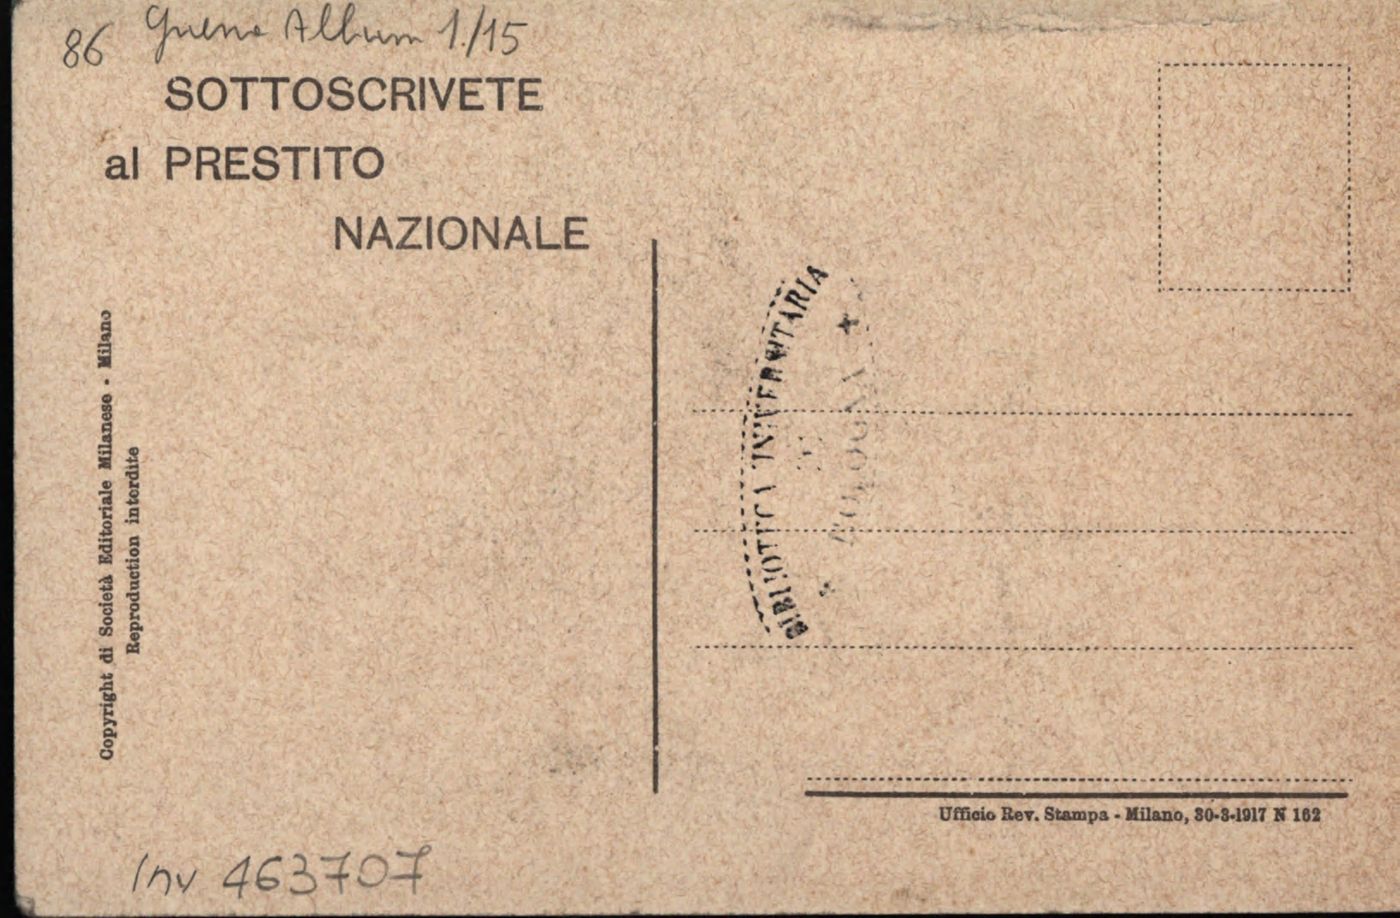 86 Guerra Album 1./15
SOTTOSCRIVETE
al PRESTITO
NAZIONALE
Copyright di Società Editoriale Milanese - Milano
Reproduction interdite
BIBLIOTECA UNIVERSITARIA
DI
BOLOGNA
Ufficio Rev. Stampa - Milano, 30-3-1917 N 162
Inv 463707